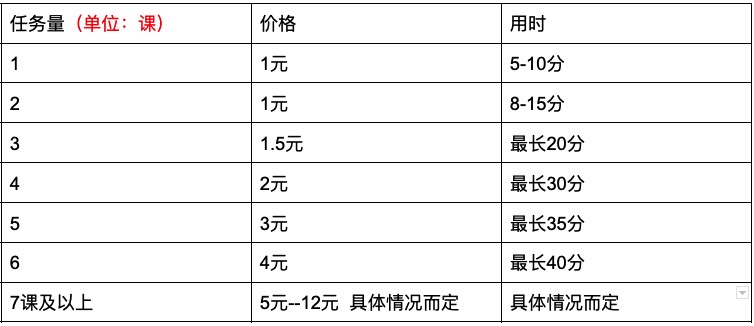 任务量（单位：课） 价格 用时
1 1元 5-10分
2 1元 8-15分
3 1.5元 最长20分
4 2元 最长30分
5 3元 最长35分
6 4元 最长40分
7课及以上 5元--12元 具体情况而定 具体情况而定